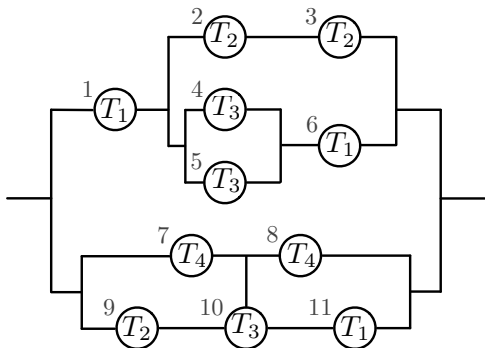 2 T₂ 3 T₂
1 T₁ 4 T₃
6 T₁
5 T₃
7 T₄ 8 T₄
9 T₂ 10 T₃ 11 T₁